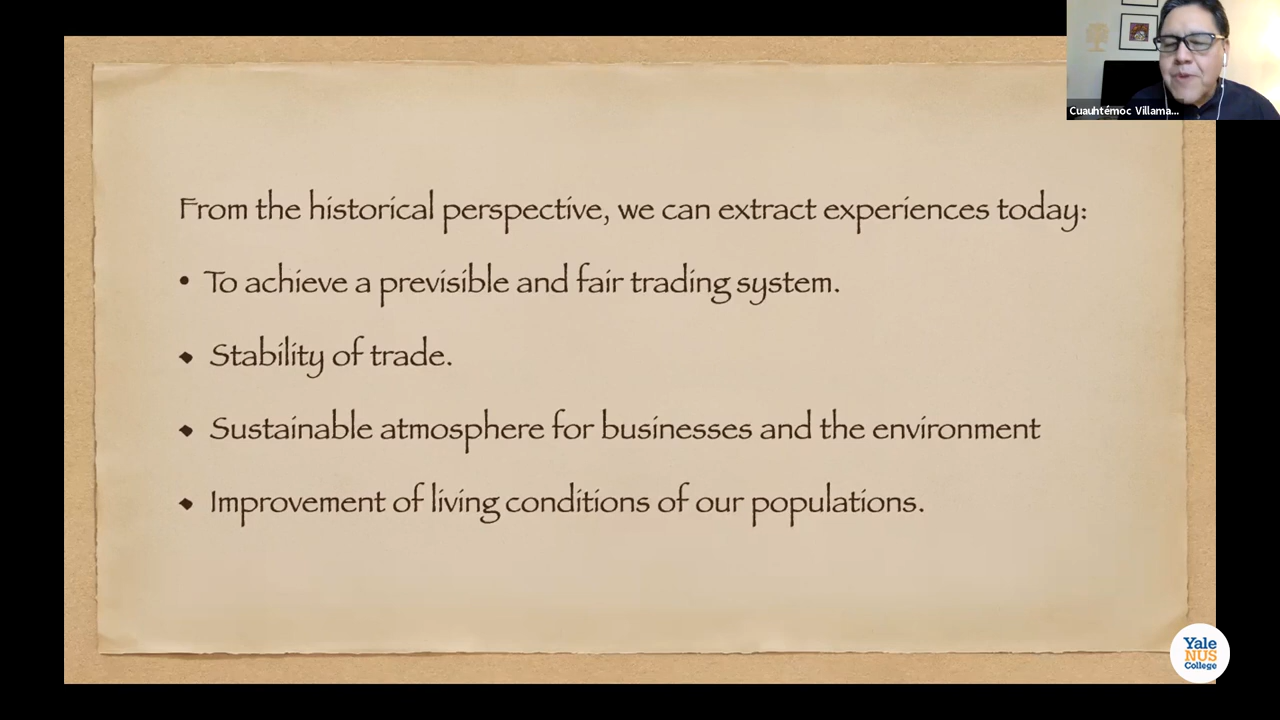 Cuauhtémoc Villama...
From the historical perspective, we can extract experiences today:
• To achieve a previsible and fair trading system.
• Stability of trade.
• Sustainable atmosphere for businesses and the environment
• Improvement of living conditions of our populations.
Yale
NUS
College